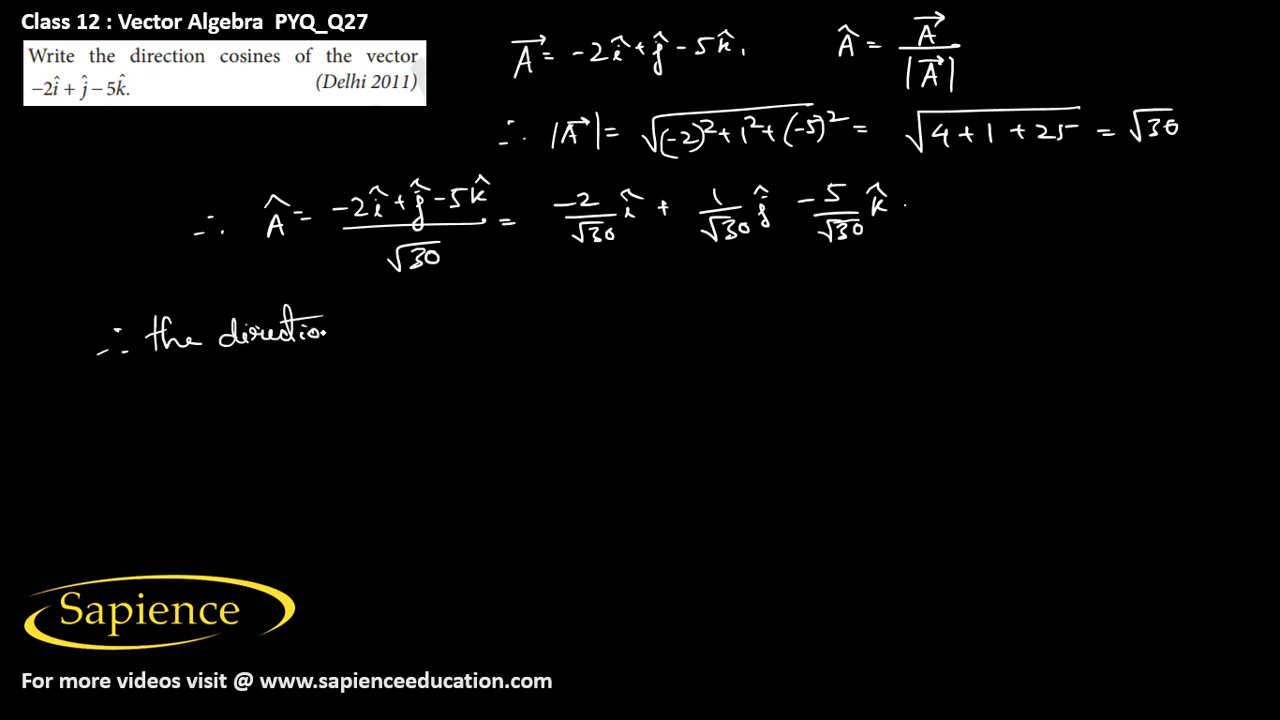 Class 12 : Vector Algebra PYQ_Q27
Write the direction cosines of the vector
−2î + ĵ − 5k̂. (Delhi 2011)
A⃗ = −2î + ĵ − 5k̂, Â = A⃗ / |A⃗|
∴ |A⃗| = √((−2)² + 1² + (−5)²) = √(4 + 1 + 25) = √30
∴ Â = (−2î + ĵ − 5k̂) / √30 = −2/√30 î + 1/√30 ĵ − 5/√30 k̂.
∴ the direction
Sapience
For more videos visit @ www.sapienceeducation.com